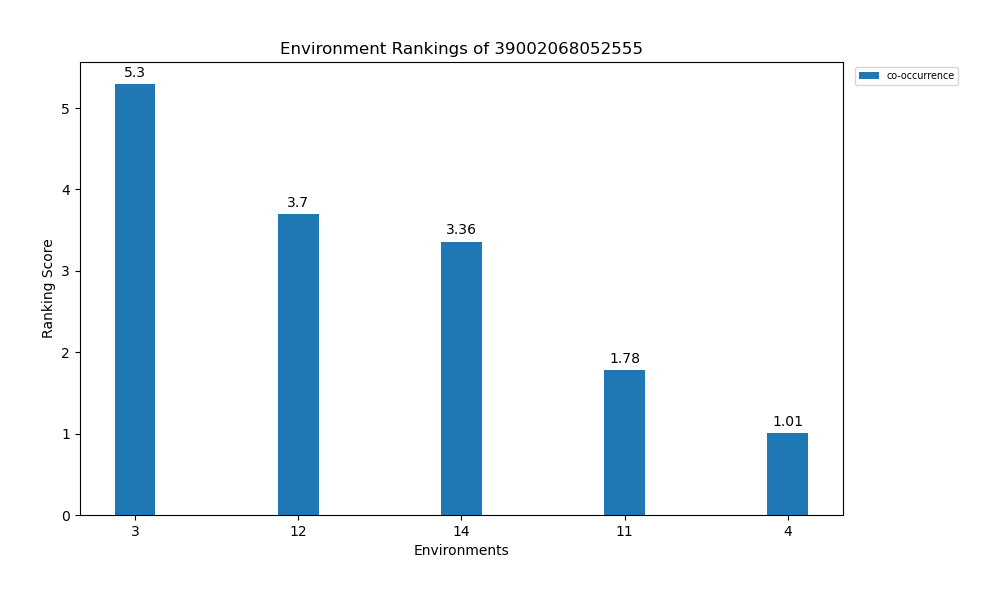 Environment Rankings of 39002068052555
co-occurrence
5.3
3.7
3.36
1.78
1.01
Ranking Score
5
4
3
2
1
0
3 12 14 11 4
Environments